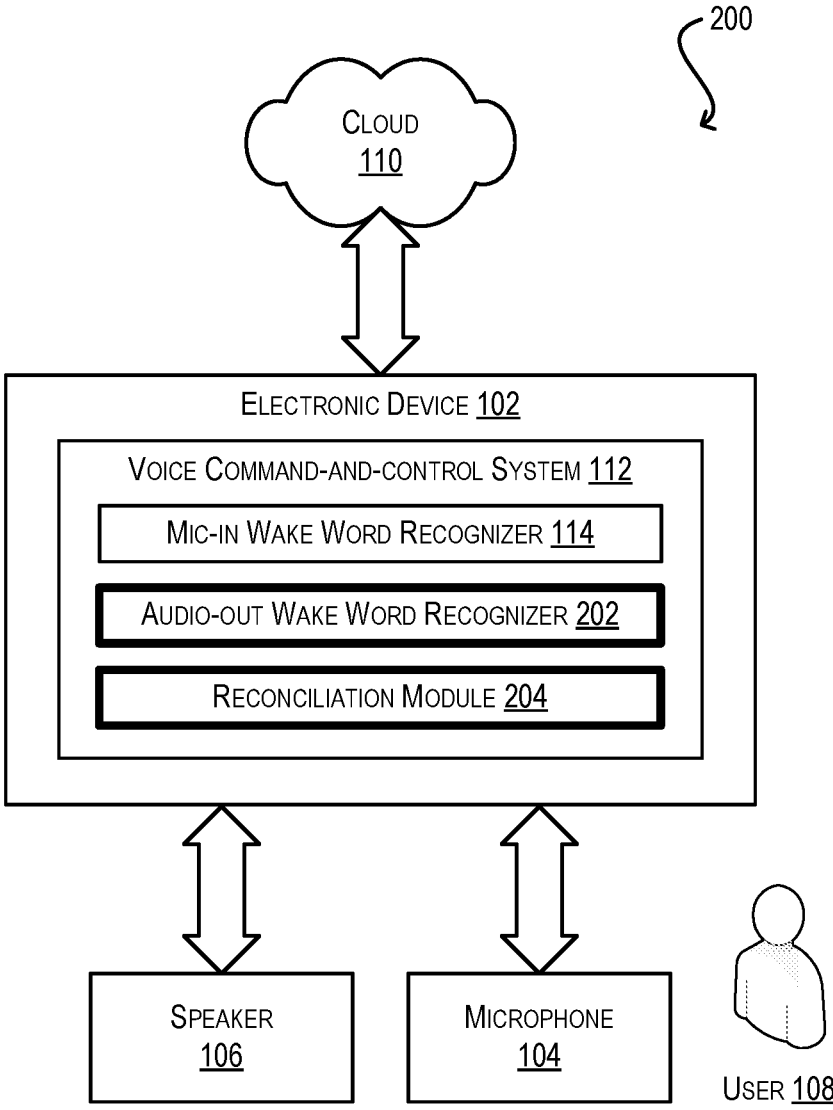 200
CLOUD
110
ELECTRONIC DEVICE 102
VOICE COMMAND-AND-CONTROL SYSTEM 112
MIC-IN WAKE WORD RECOGNIZER 114
AUDIO-OUT WAKE WORD RECOGNIZER 202
RECONCILIATION MODULE 204
SPEAKER
106
MICROPHONE
104
USER 108